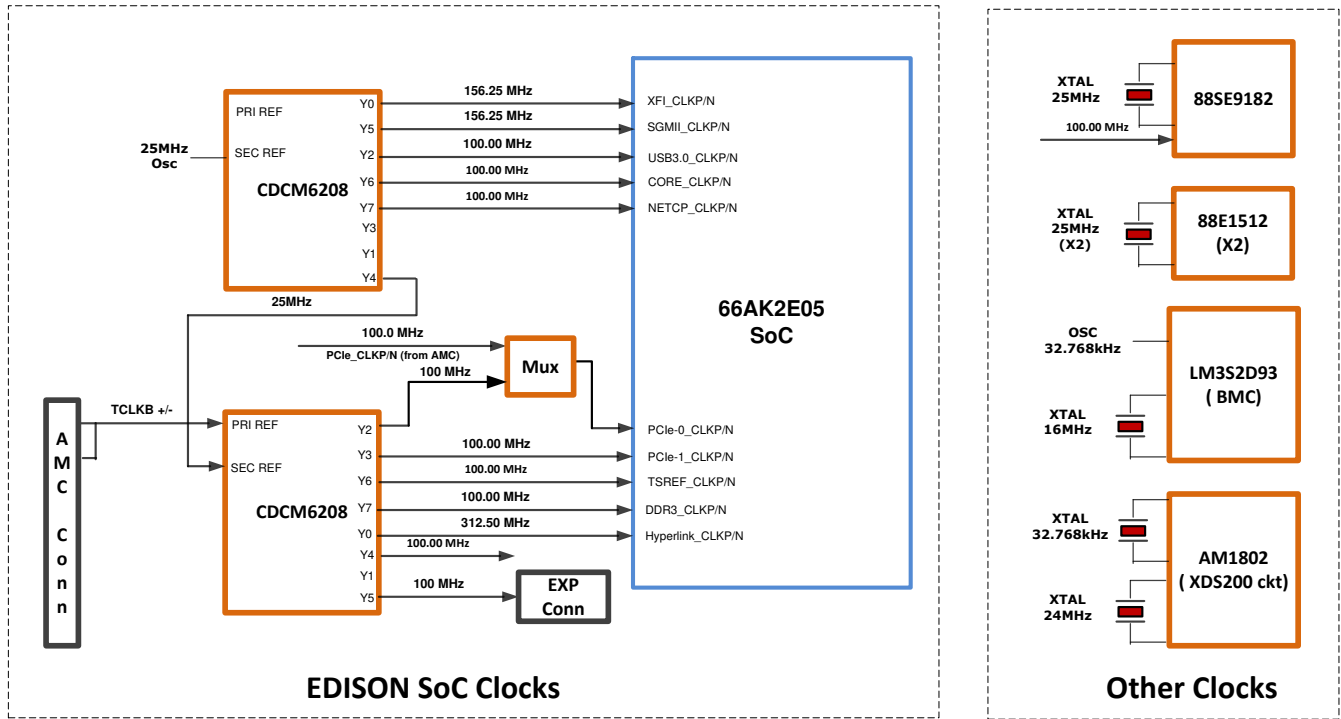 156.25 MHz
Y0
XFI_CLKP/N
PRI REF
156.25 MHz
Y5
SGMII_CLKP/N
25MHz
Osc
SEC REF
100.00 MHz
Y2
USB3.0_CLKP/N
CDCM6208
100.00 MHz
Y6
CORE_CLKP/N
100.00 MHz
Y7
NETCP_CLKP/N
Y3
Y1
Y4
25MHz
66AK2E05
SoC
100.0 MHz
PCIe_CLKP/N (from AMC)
100 MHz
Mux
TCLKB +/-
AMC Conn
PRI REF
Y2
PCIe-0_CLKP/N
100.00 MHz
Y3
PCIe-1_CLKP/N
SEC REF
100.00 MHz
Y6
TSREF_CLKP/N
CDCM6208
100.00 MHz
Y7
DDR3_CLKP/N
312.50 MHz
Y0
Hyperlink_CLKP/N
100.00 MHz
Y4
Y1
100 MHz
Y5
EXP
Conn
EDISON SoC Clocks
XTAL
25MHz
88SE9182
100.00 MHz
XTAL
25MHz
(X2)
88E1512
(X2)
OSC
32.768kHz
LM3S2D93
( BMC)
XTAL
16MHz
XTAL
32.768kHz
AM1802
( XDS200 ckt)
XTAL
24MHz
Other Clocks